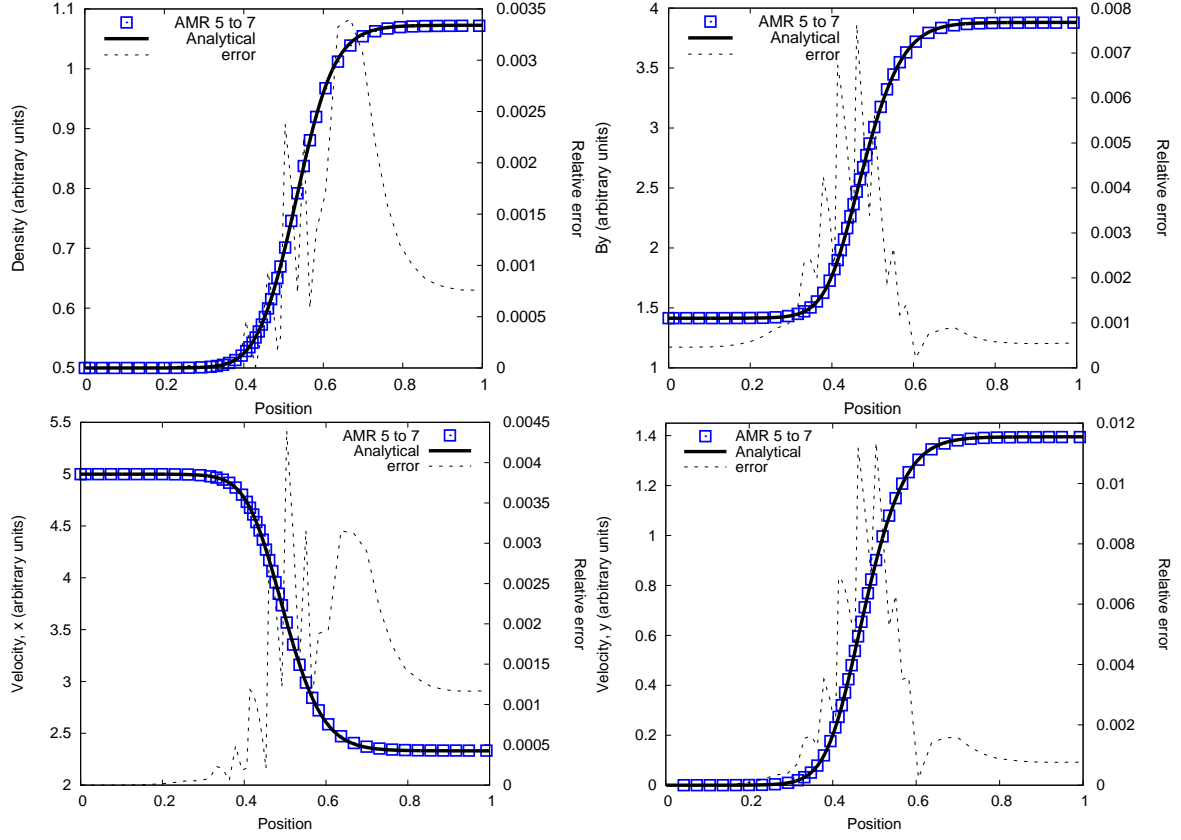 AMR 5 to 7
Analytical
error
Density (arbitrary units)
1.1
1
0.9
0.8
0.7
0.6
0.5
0 0.2 0.4 0.6 0.8 1
Position
0.0035
0.003
0.0025
0.002
0.0015
0.001
0.0005
0
Relative error
AMR 5 to 7
Analytical
error
By (arbitrary units)
4
3.5
3
2.5
2
1.5
1
0 0.2 0.4 0.6 0.8 1
Position
0.008
0.007
0.006
0.005
0.004
0.003
0.002
0.001
0
Relative error
AMR 5 to 7
Analytical
error
Velocity, x (arbitrary units)
5.5
5
4.5
4
3.5
3
2.5
2
0 0.2 0.4 0.6 0.8 1
Position
0.0045
0.004
0.0035
0.003
0.0025
0.002
0.0015
0.001
0.0005
0
Relative error
AMR 5 to 7
Analytical
error
Velocity, y (arbitrary units)
1.4
1.2
1
0.8
0.6
0.4
0.2
0
0 0.2 0.4 0.6 0.8 1
Position
0.012
0.01
0.008
0.006
0.004
0.002
0
Relative error